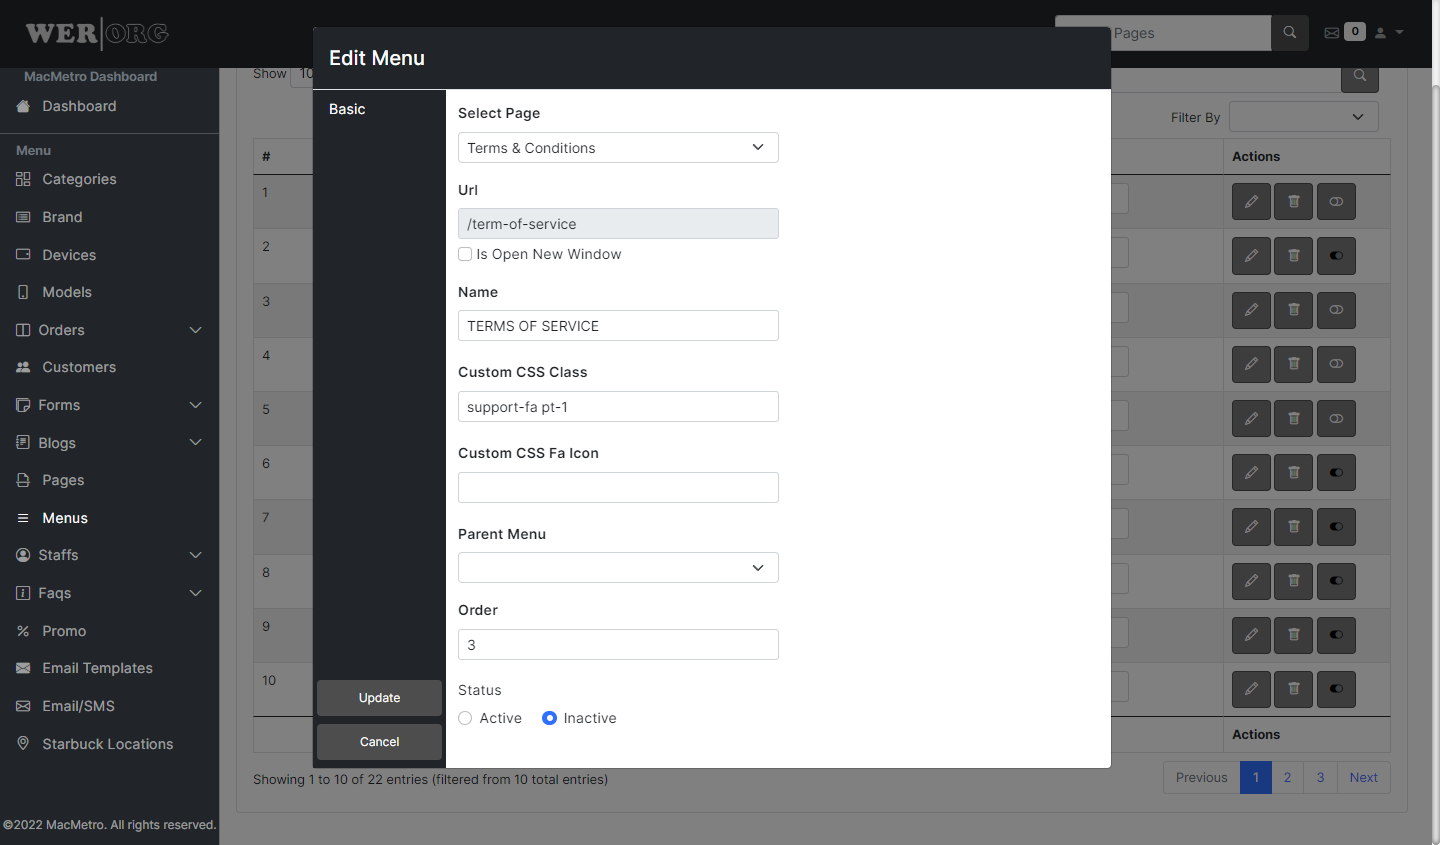 WER|ORG
Pages
0
Edit Menu
MacMetro Dashboard
Dashboard
Menu
Categories
Brand
Devices
Models
Orders
Customers
Forms
Blogs
Pages
Menus
Staffs
Faqs
Promo
Email Templates
Email/SMS
Starbuck Locations
©2022 MacMetro. All rights reserved.
Show 10
Filter By
# Actions
1
2
3
4
5
6
7
8
9
10
Actions
Basic
Select Page
Terms & Conditions
Url
/term-of-service
Is Open New Window
Name
TERMS OF SERVICE
Custom CSS Class
support-fa pt-1
Custom CSS Fa Icon
Parent Menu
Order
3
Status
Active Inactive
Update
Cancel
Showing 1 to 10 of 22 entries (filtered from 10 total entries)
Previous 1 2 3 Next